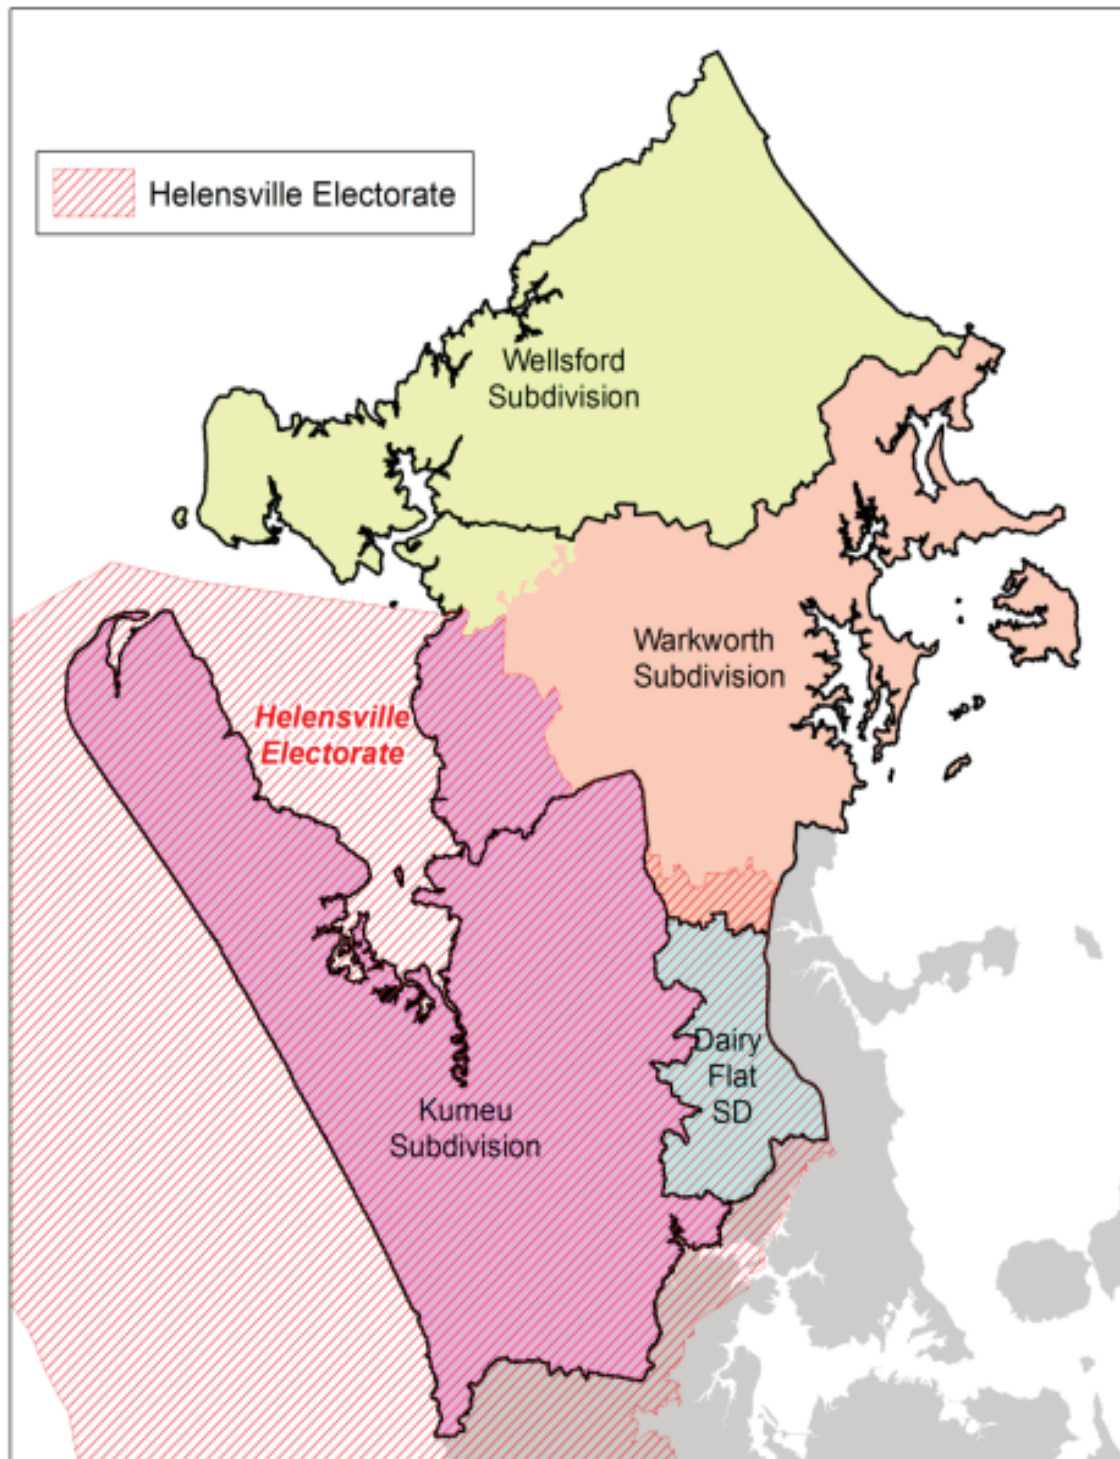 Helensville Electorate
Wellsford
Subdivision
Warkworth
Subdivision
Helensville
Electorate
Dairy
Flat
SD
Kumeu
Subdivision